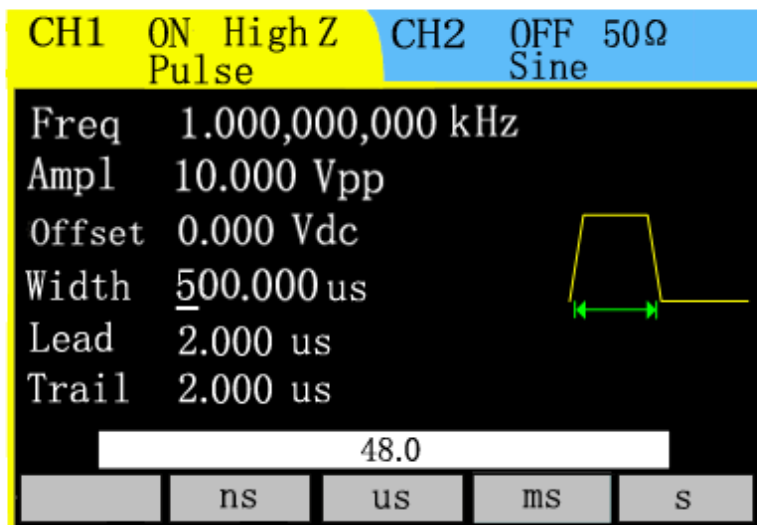 CH1 ON High Z CH2 OFF 50Ω
Pulse Sine
Freq 1.000,000,000 kHz
Ampl 10.000 Vpp
Offset 0.000 Vdc
Width 500.000 us
Lead 2.000 us
Trail 2.000 us
48.0
ns us ms s